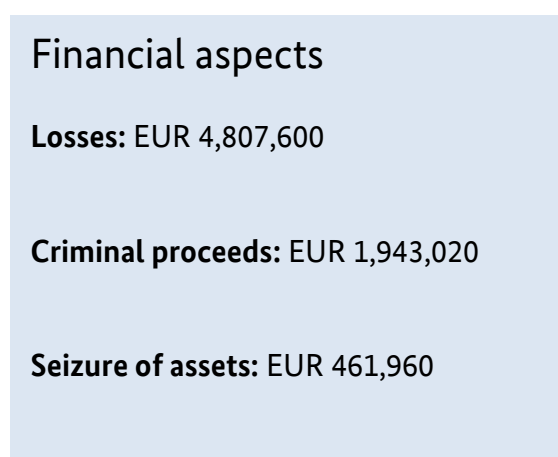 Financial aspects
Losses: EUR 4,807,600
Criminal proceeds: EUR 1,943,020
Seizure of assets: EUR 461,960